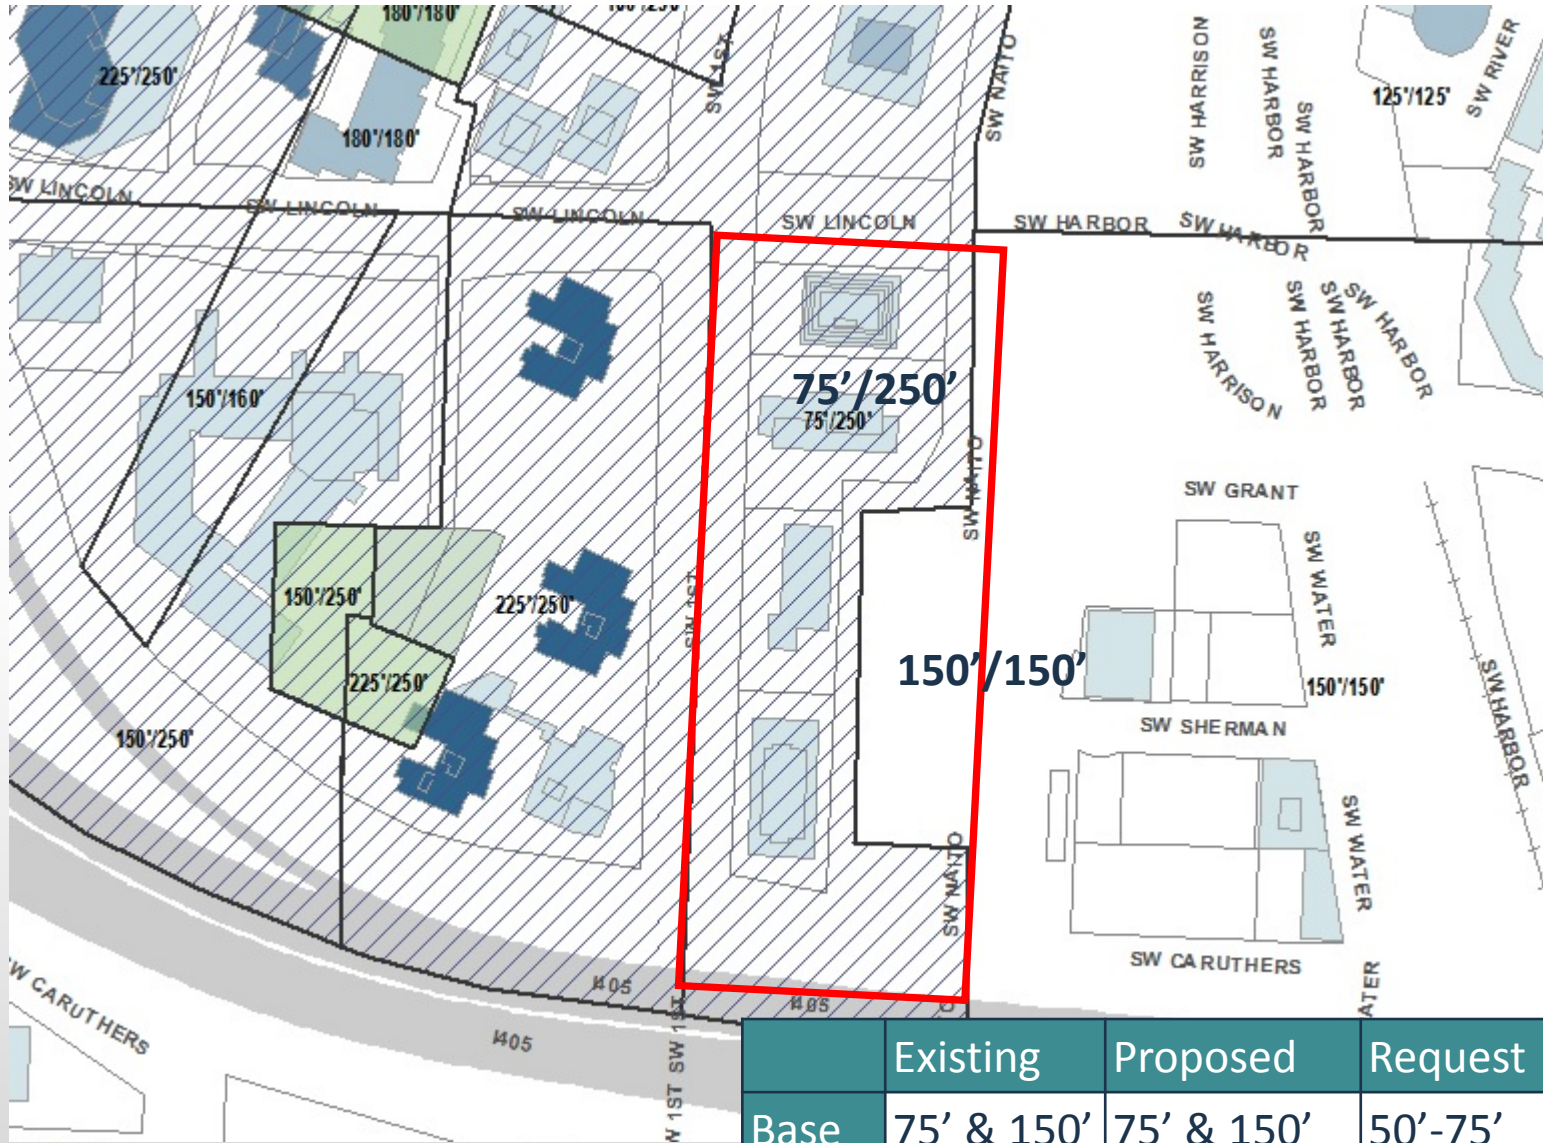 180'/180'
SW 1ST
SW NAITO
SW HARRISON
SW HARBOR
SW HARBOR
SW RIVER
225'/250'
125'/125'
180'/180'
SW LINCOLN
SW LINCOLN
SW LINCOLN
SW LINCOLN
SW HARBOR
SW HARBOR
SW HARRISON
SW HARBOR
SW HARBOR
SW HARBOR
150'/160'
75'/250'
75'/250'
SW NAITO
SW GRANT
SW WATER
150'/250'
225'/250'
SW 1ST
225'/250'
150'/150'
150'/150'
SW HARBOR
SW SHERMAN
150'/250'
SW WATER
SW NAITO
SW CARUTHERS
SW CARUTHERS
I405
I405
I405
SW 1ST
W 1ST
ATER
Existing Proposed Request
Base 75' & 150' 75' & 150' 50'-75'